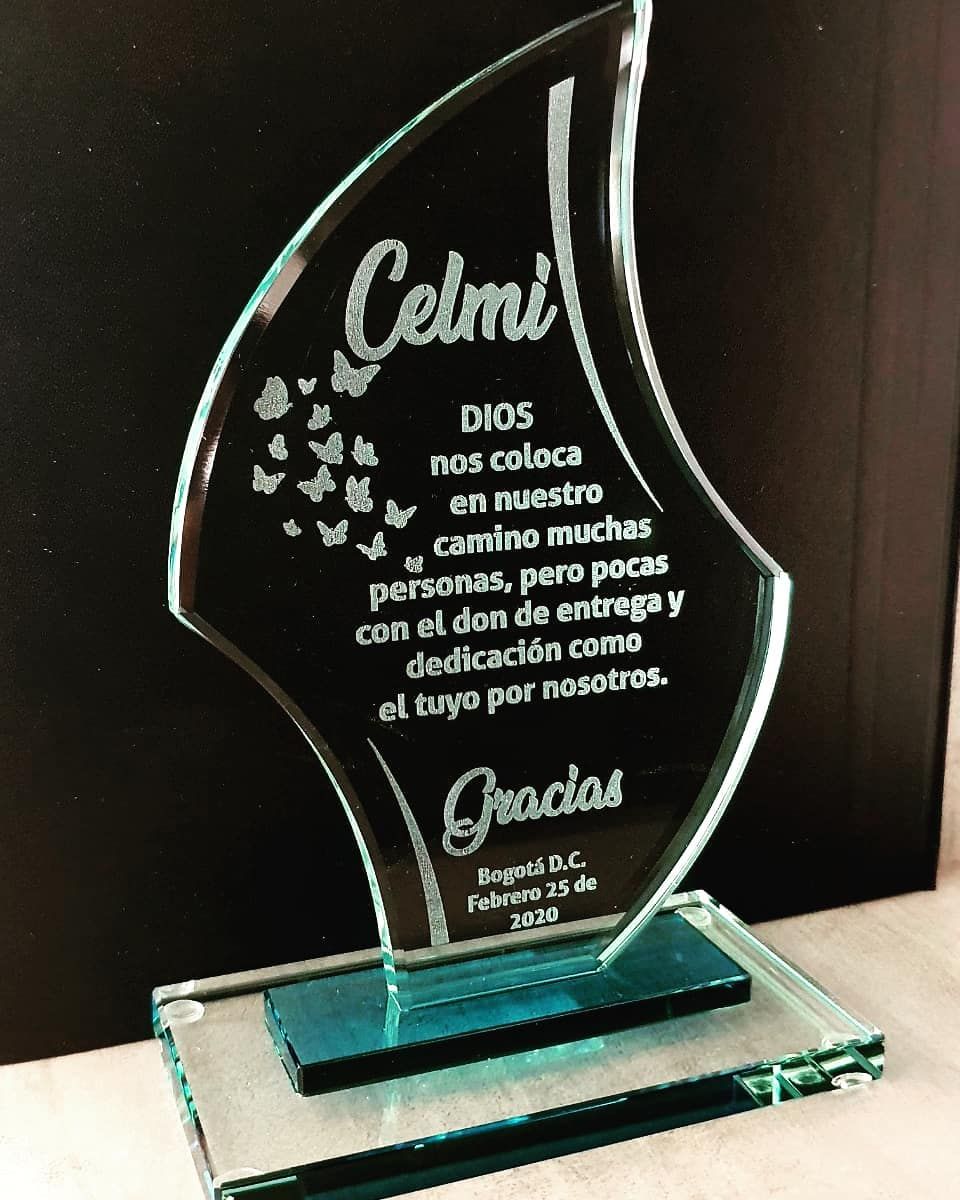 Celmi
DIOS
nos coloca
en nuestro
camino muchas
personas, pero pocas
con el don de entrega y
dedicación como
el tuyo por nosotros.
Gracias
Bogotá D.C.
Febrero 25 de
2020